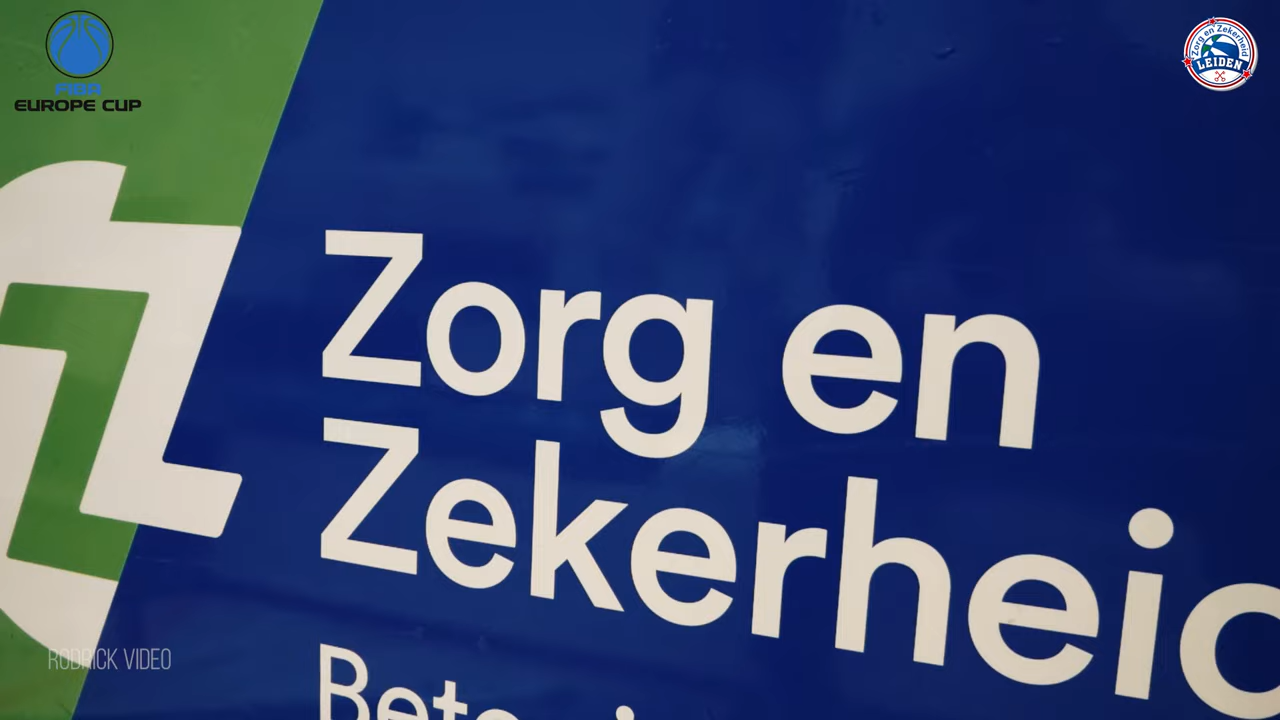 FIBA
EUROPE CUP
Zorg en Zekerheid
LEIDEN
Zorg en
Zekerheid
RODRICK VIDEO